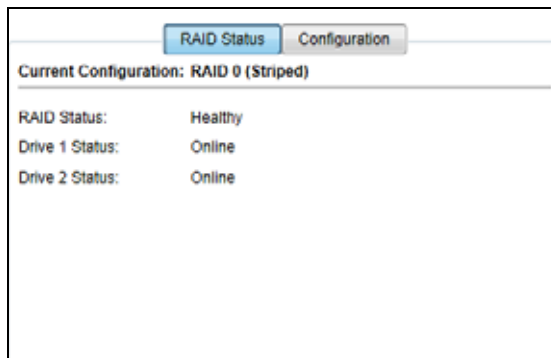 RAID Status Configuration
Current Configuration: RAID 0 (Striped)
RAID Status: Healthy
Drive 1 Status: Online
Drive 2 Status: Online